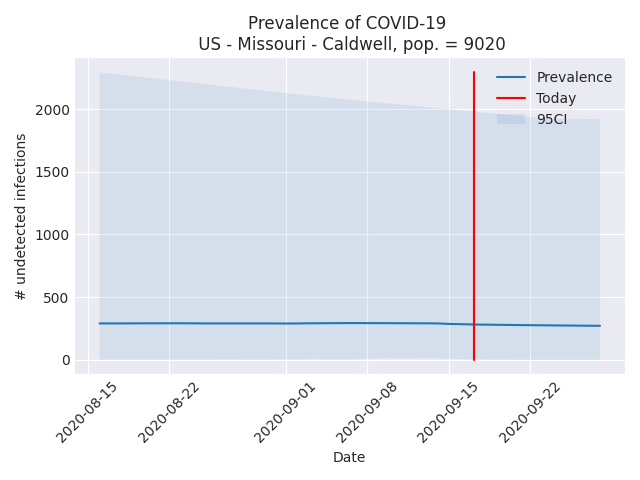 Prevalence of COVID-19
US - Missouri - Caldwell, pop. = 9020
Prevalence
Today
95CI
# undetected infections
2000
1500
1000
500
0
2020-08-15
2020-08-22
2020-09-01
2020-09-08
2020-09-15
2020-09-22
Date